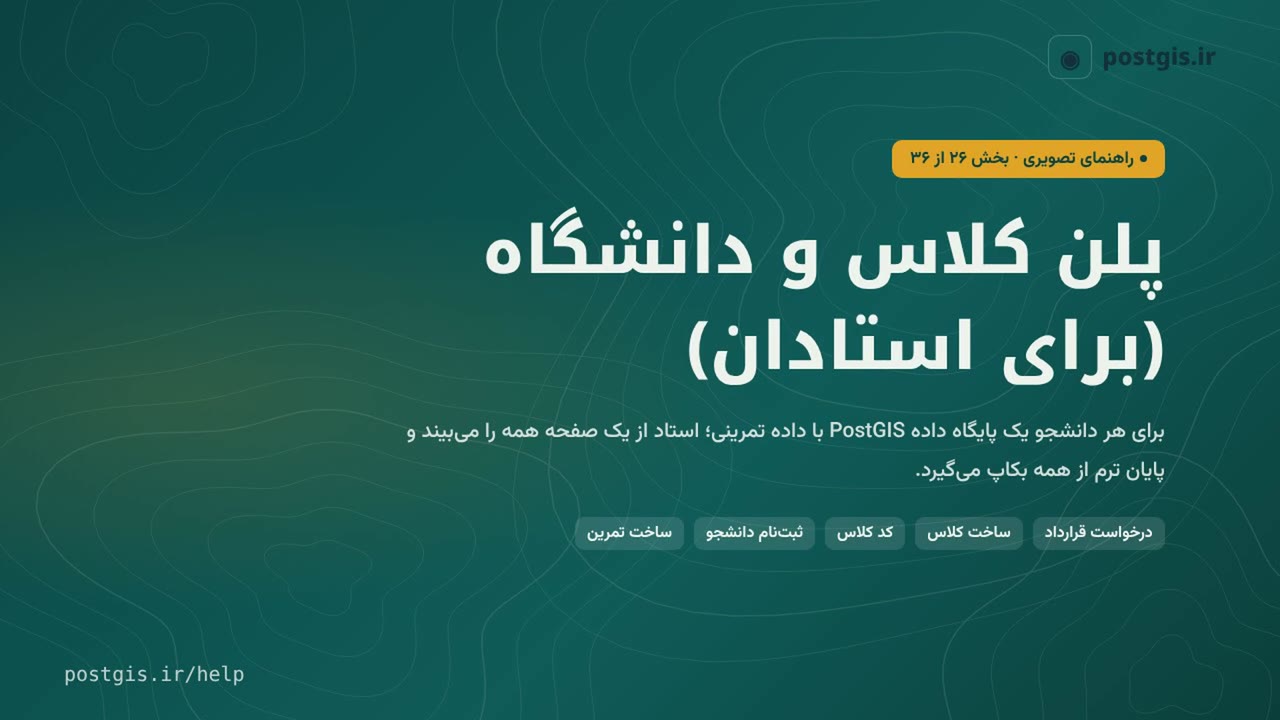 postgis.ir
راهنمای تصویری · بخش ۲۶ از ۳۶
پلن کلاس و دانشگاه
(برای استادان)
برای هر دانشجو یک پایگاه داده PostGIS با داده تمرینی؛ استاد از یک صفحه همه را می‌بیند و
پایان ترم از همه بکاپ می‌گیرد.
درخواست قرارداد ساخت کلاس کد کلاس ثبت‌نام دانشجو ساخت تمرین
postgis.ir/help